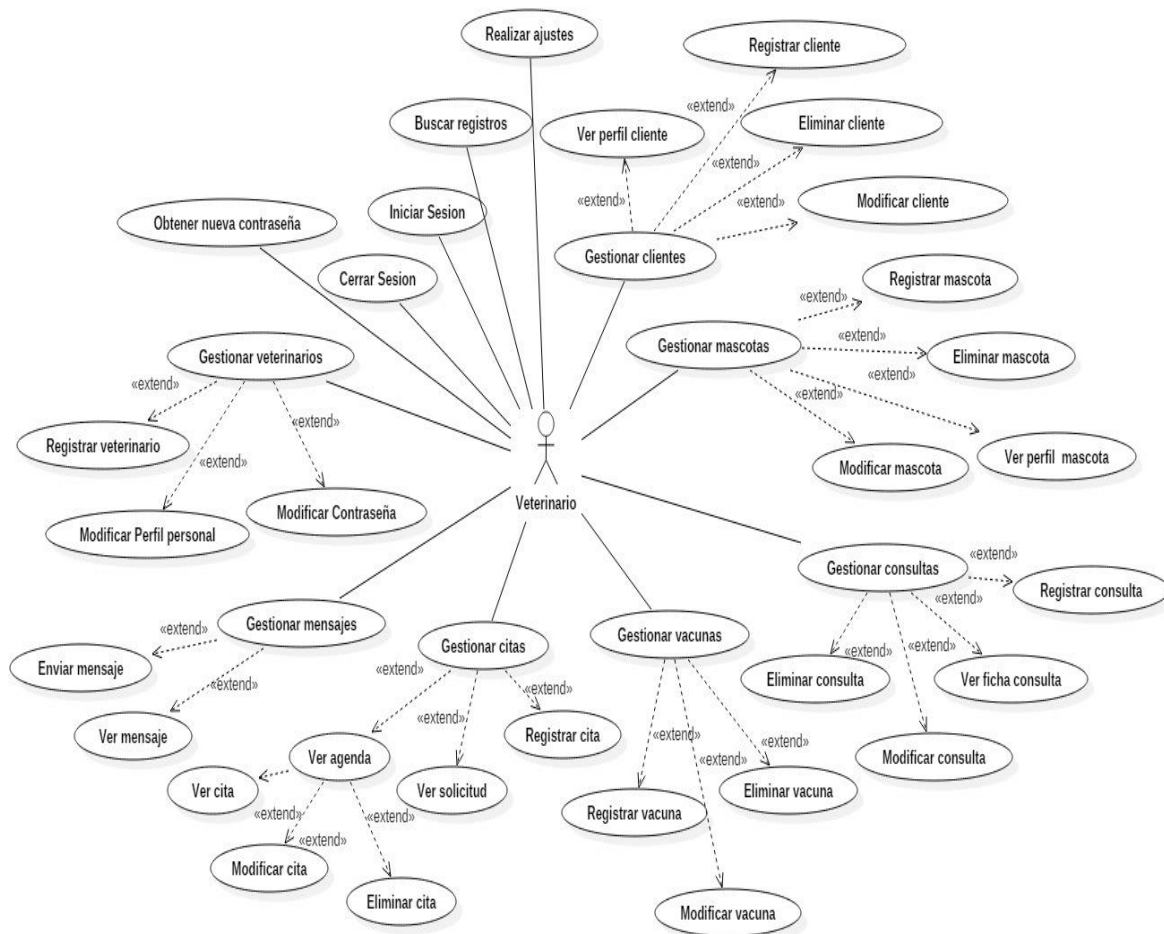 Realizar ajustes
Registrar cliente
«extend»
Buscar registros
Ver perfil cliente
Eliminar cliente
«extend»
«extend»
Modificar cliente
«extend»
Iniciar Sesion
Obtener nueva contraseña
Gestionar clientes
Cerrar Sesion
Registrar mascota
«extend»
Gestionar mascotas
«extend»
Eliminar mascota
«extend»
«extend»
Modificar mascota
Ver perfil  mascota
Gestionar veterinarios
«extend»
«extend»
Registrar veterinario
«extend»
Modificar Contraseña
Modificar Perfil personal
Veterinario
Gestionar consultas
«extend»
Registrar consulta
«extend»
«extend»
Eliminar consulta
Ver ficha consulta
Modificar consulta
Gestionar mensajes
«extend»
Enviar mensaje
«extend»
Ver mensaje
Gestionar citas
«extend»
«extend»
«extend»
Registrar cita
Ver agenda
Ver cita
Ver solicitud
«extend»
«extend»
«extend»
Modificar cita
Eliminar cita
Gestionar vacunas
«extend»
«extend»
«extend»
Registrar vacuna
Eliminar vacuna
Modificar vacuna